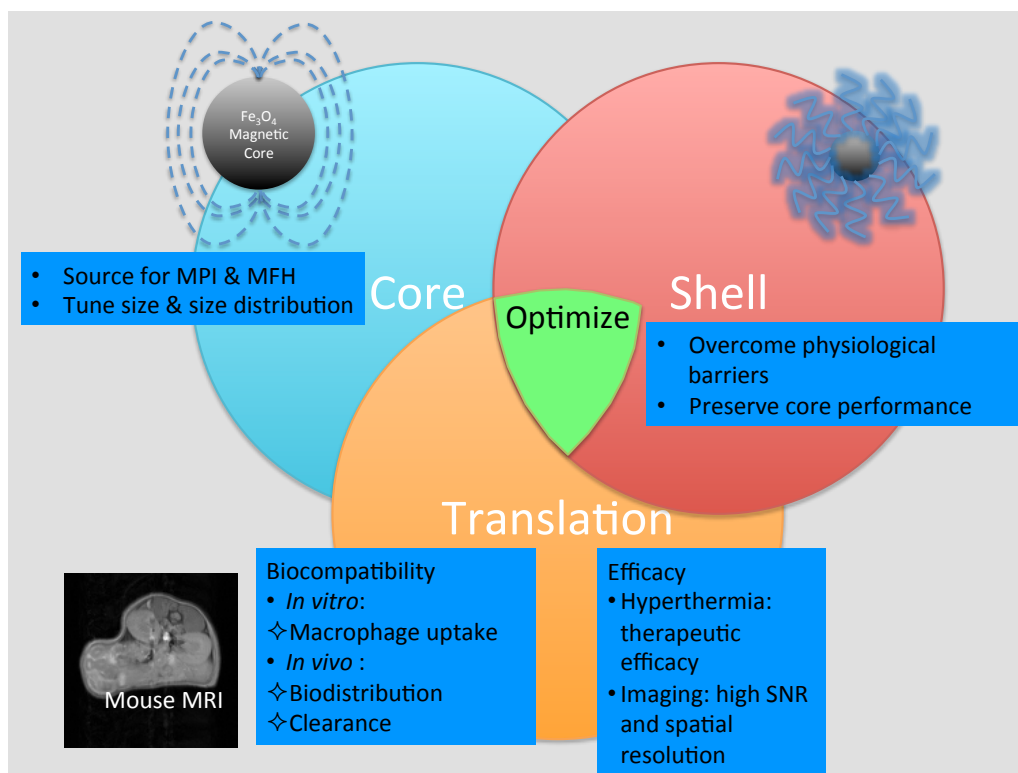 Fe₃O₄
Magnetic
Core
• Source for MPI & MFH
• Tune size & size distribution
Core
Shell
Optimize
• Overcome physiological
barriers
• Preserve core performance
Translation
Biocompatibility
• In vitro:
✧Macrophage uptake
• In vivo :
✧Biodistribution
✧Clearance
Efficacy
• Hyperthermia:
therapeutic
efficacy
• Imaging: high SNR
and spatial
resolution
Mouse MRI